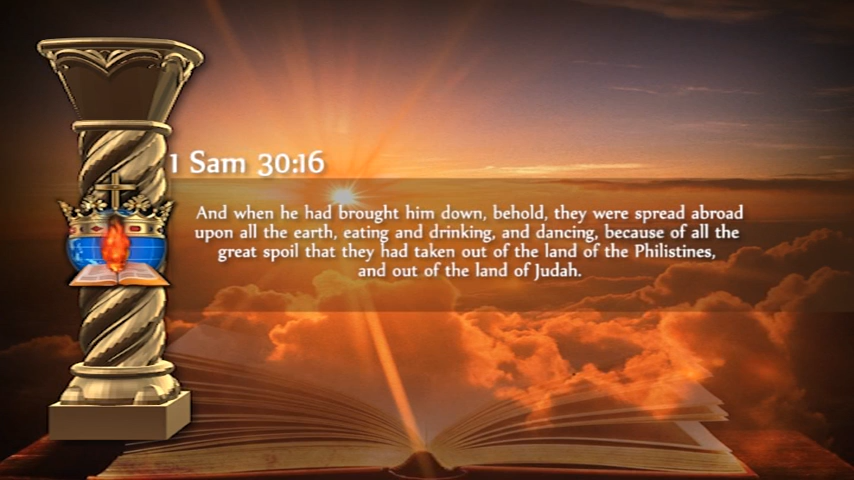 1 Sam 30:16
And when he had brought him down, behold, they were spread abroad
upon all the earth, eating and drinking, and dancing, because of all the
great spoil that they had taken out of the land of the Philistines,
and out of the land of Judah.